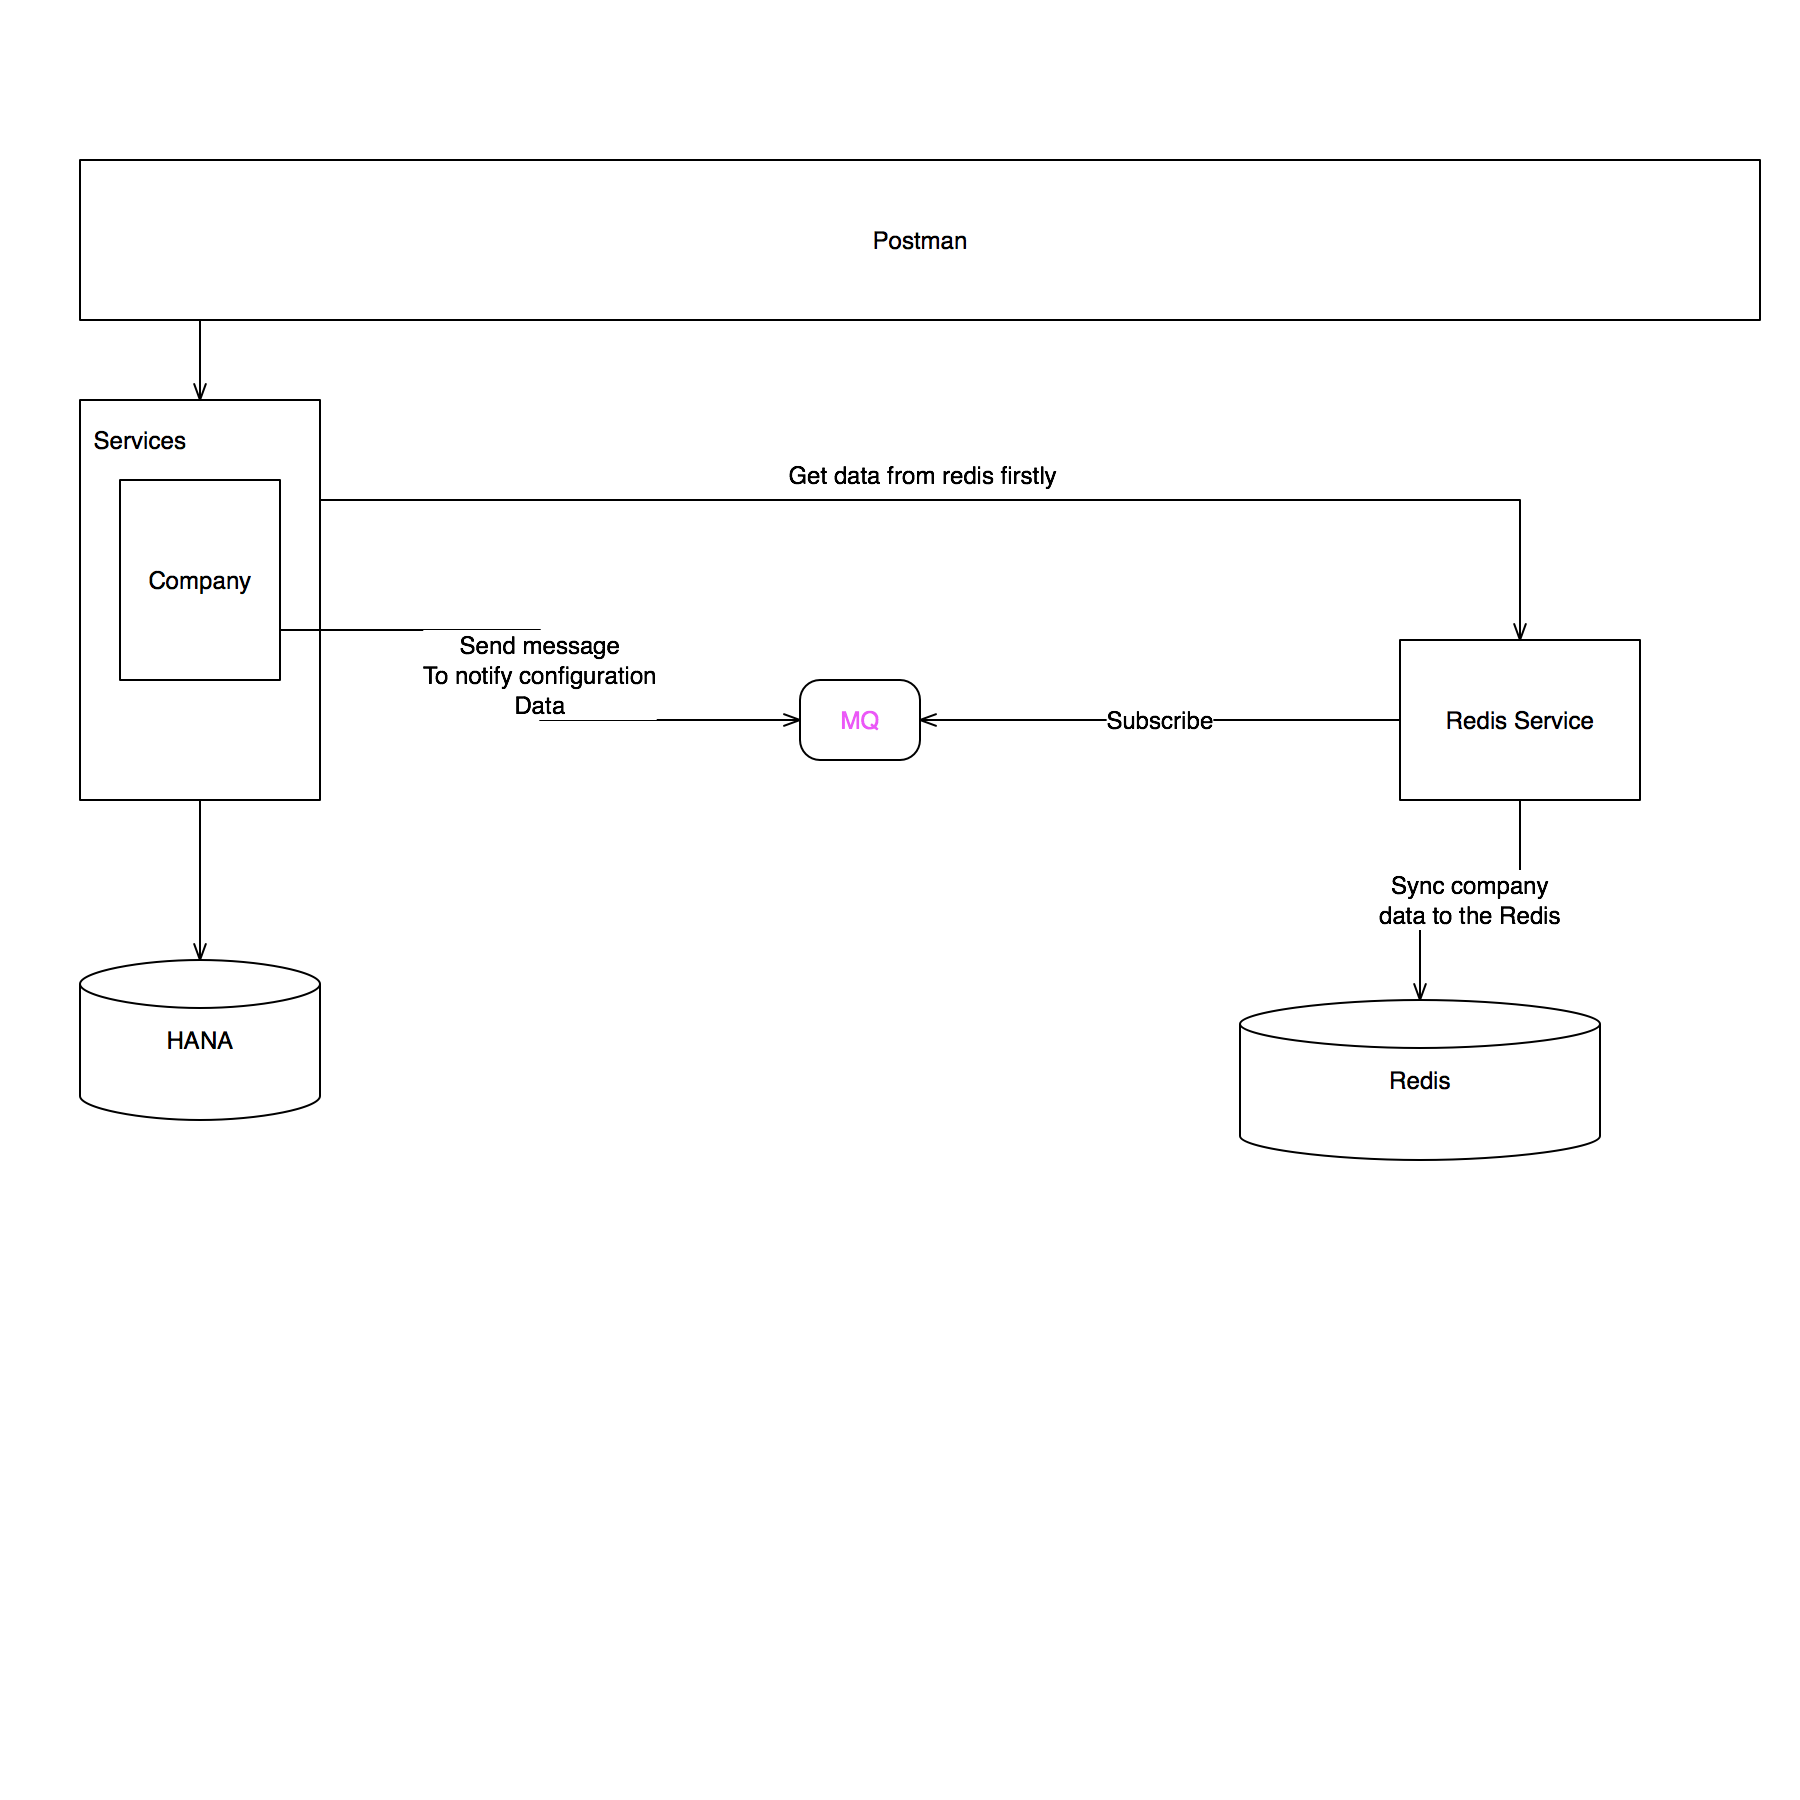 Postman
Services
Get data from redis firstly
Company
Send message
To notify configuration
Data
MQ
Subscribe
Redis Service
Sync company
data to the Redis
HANA
Redis